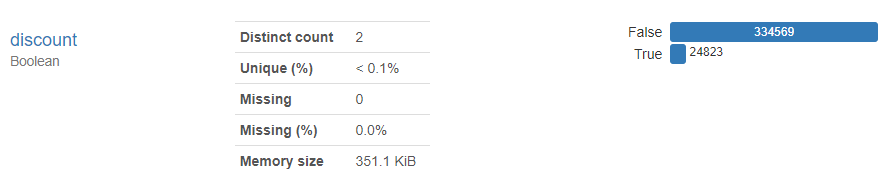 discount
Boolean
Distinct count 2
Unique (%) < 0.1%
Missing 0
Missing (%) 0.0%
Memory size 351.1 KiB
False 334569
True 24823